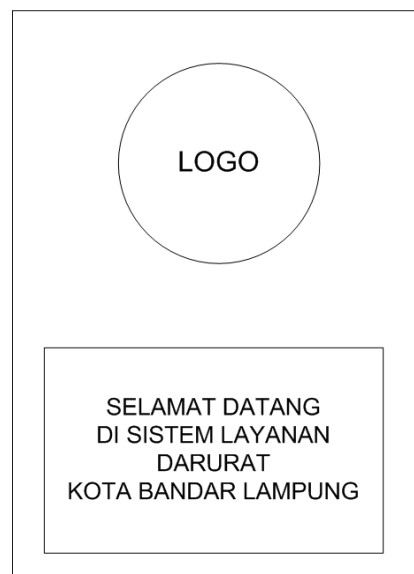 LOGO
SELAMAT DATANG
DI SISTEM LAYANAN
DARURAT
KOTA BANDAR LAMPUNG